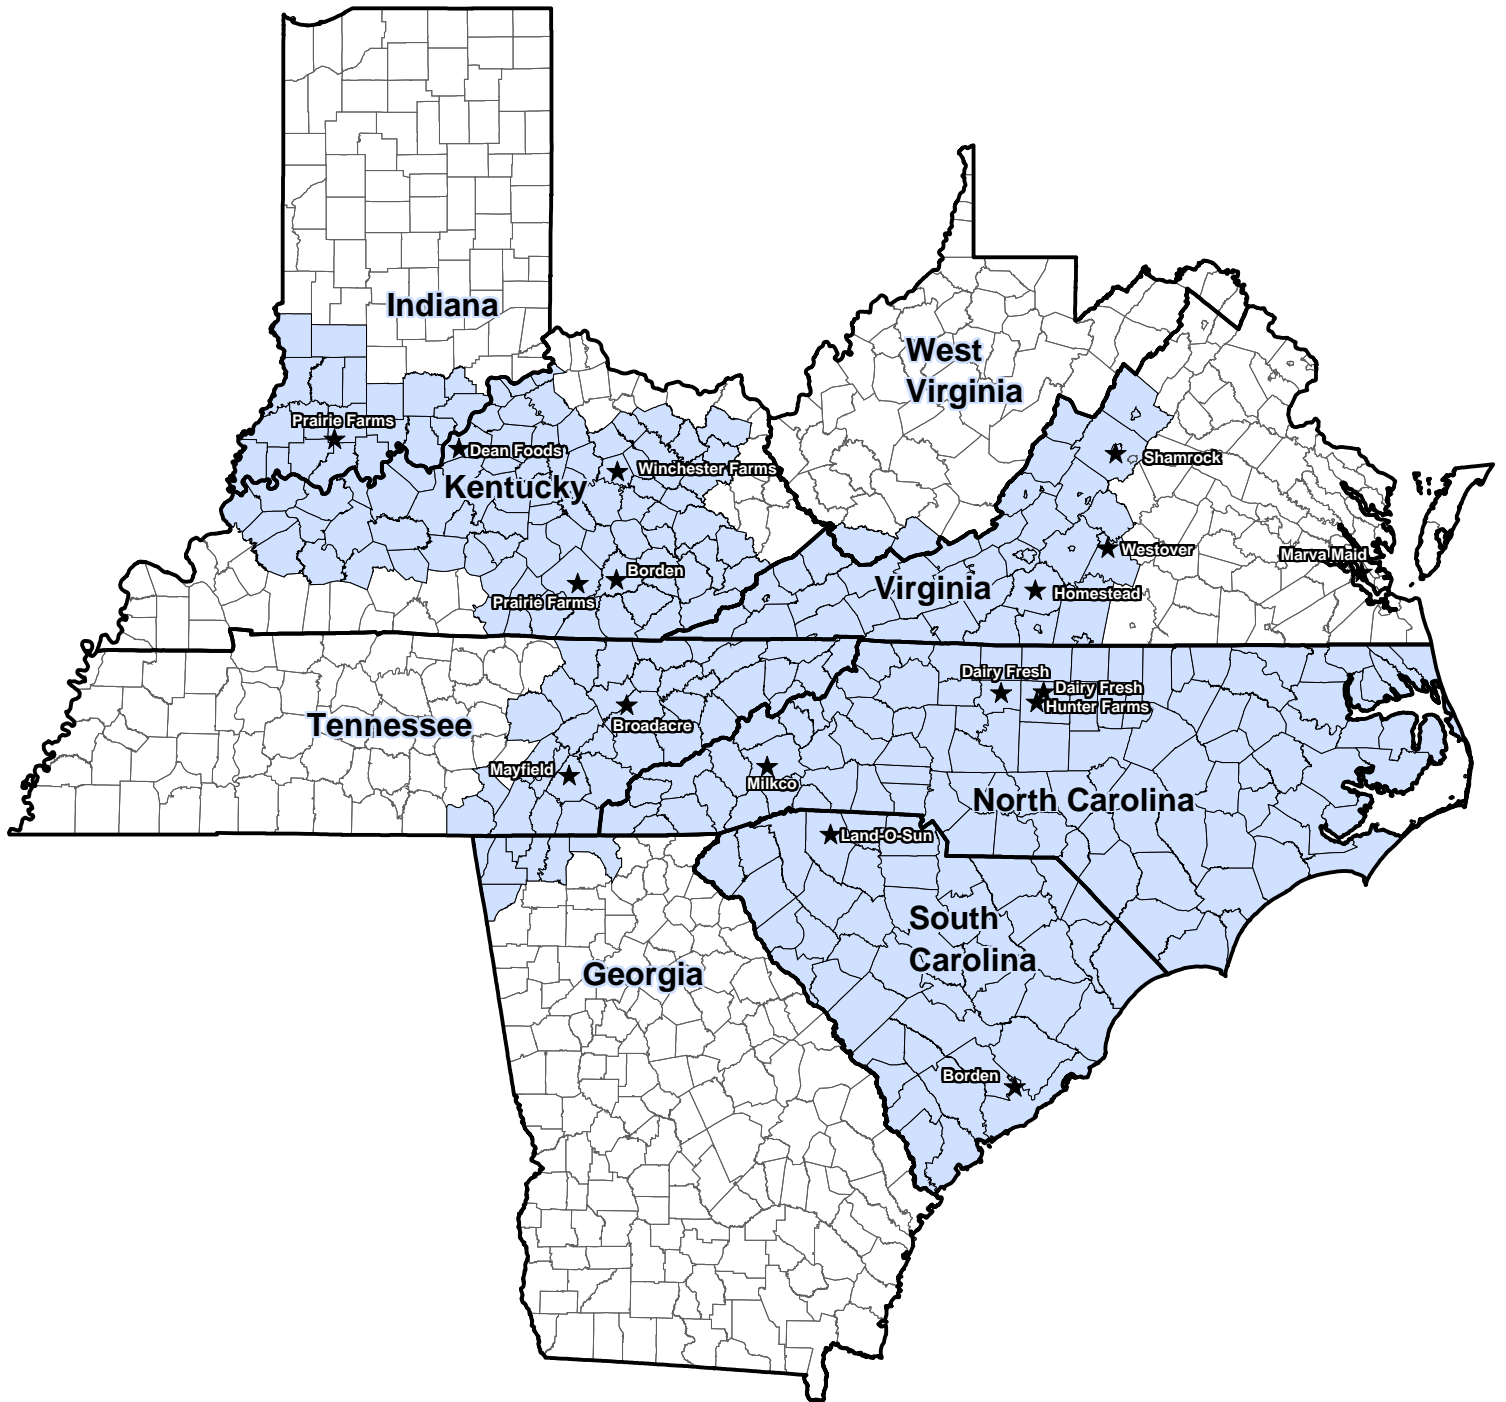 Indiana
West
Virginia
Prairie Farms
Dean Foods
Winchester Farms
Kentucky
Shamrock
Westover
Marva Maid
Borden
Prairie Farms
Virginia
Homestead
Dairy Fresh
Dairy Fresh
Hunter Farms
Tennessee
Broadacre
Mayfield
Milkco
North Carolina
Land-O-Sun
South
Carolina
Georgia
Borden